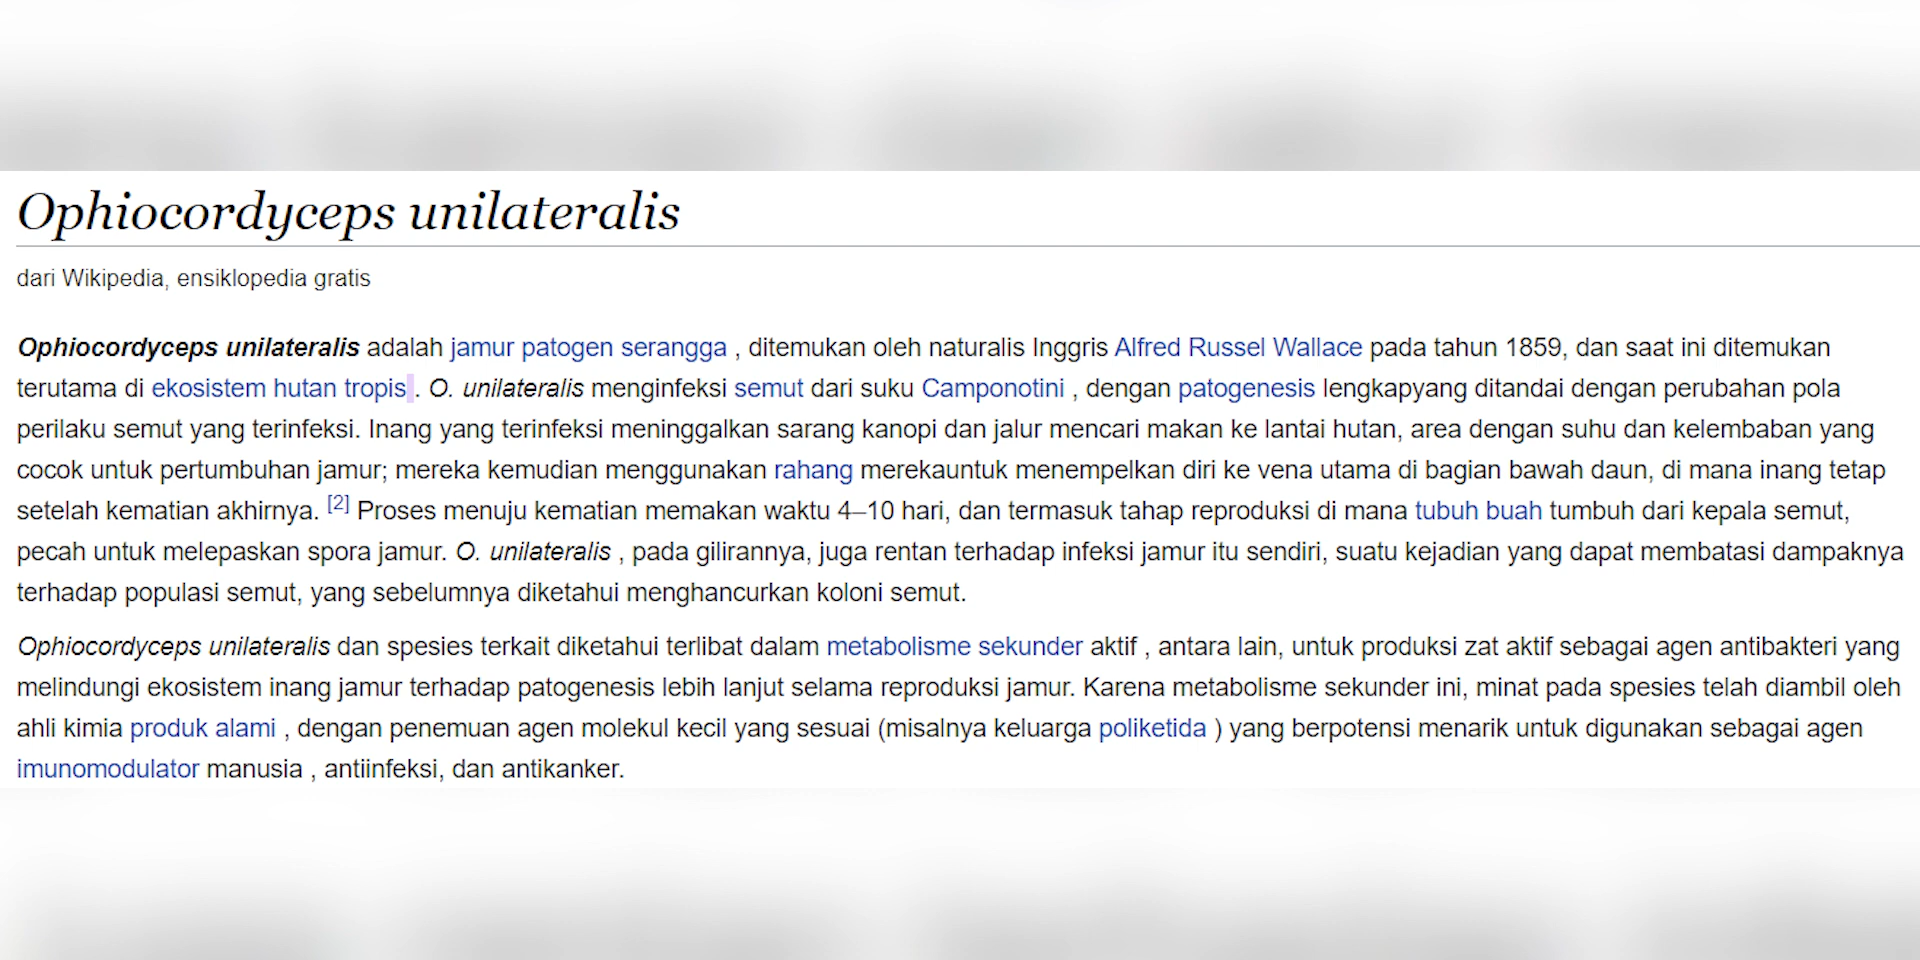 Ophiocordyceps unilateralis
dari Wikipedia, ensiklopedia gratis
Ophiocordyceps unilateralis adalah jamur patogen serangga , ditemukan oleh naturalis Inggris Alfred Russel Wallace pada tahun 1859, dan saat ini ditemukan
terutama di ekosistem hutan tropis . O. unilateralis menginfeksi semut dari suku Camponotini , dengan patogenesis lengkapyang ditandai dengan perubahan pola
perilaku semut yang terinfeksi. Inang yang terinfeksi meninggalkan sarang kanopi dan jalur mencari makan ke lantai hutan, area dengan suhu dan kelembaban yang
cocok untuk pertumbuhan jamur; mereka kemudian menggunakan rahang merekauntuk menempelkan diri ke vena utama di bagian bawah daun, di mana inang tetap
setelah kematian akhirnya. [2] Proses menuju kematian memakan waktu 4–10 hari, dan termasuk tahap reproduksi di mana tubuh buah tumbuh dari kepala semut,
pecah untuk melepaskan spora jamur. O. unilateralis , pada gilirannya, juga rentan terhadap infeksi jamur itu sendiri, suatu kejadian yang dapat membatasi dampaknya
terhadap populasi semut, yang sebelumnya diketahui menghancurkan koloni semut.
Ophiocordyceps unilateralis dan spesies terkait diketahui terlibat dalam metabolisme sekunder aktif , antara lain, untuk produksi zat aktif sebagai agen antibakteri yang
melindungi ekosistem inang jamur terhadap patogenesis lebih lanjut selama reproduksi jamur. Karena metabolisme sekunder ini, minat pada spesies telah diambil oleh
ahli kimia produk alami , dengan penemuan agen molekul kecil yang sesuai (misalnya keluarga poliketida ) yang berpotensi menarik untuk digunakan sebagai agen
imunomodulator manusia , antiinfeksi, dan antikanker.